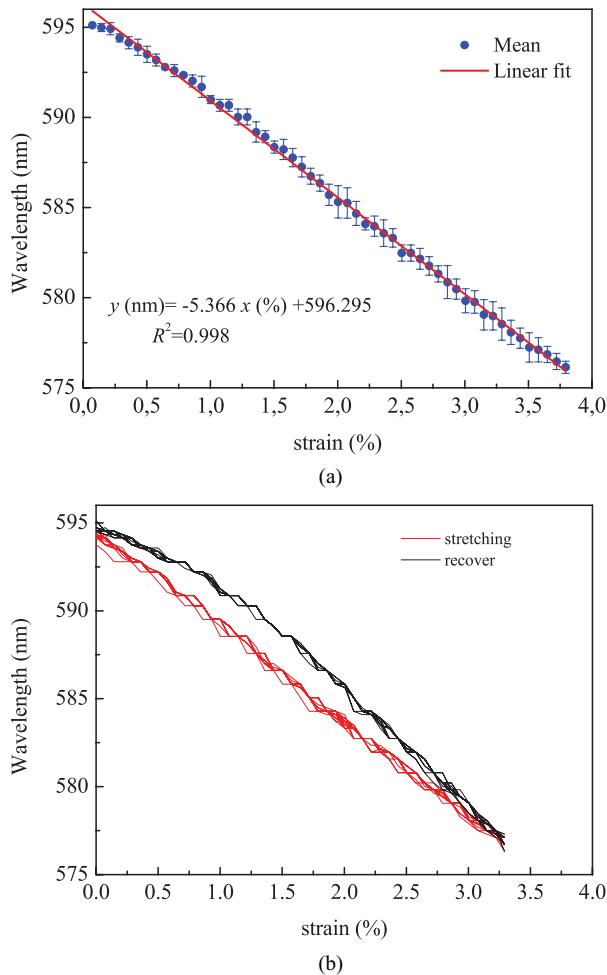 595
590
585
580
575
Wavelength (nm)
Mean
Linear fit
y (nm)= -5.366 x (%) +596.295
R²=0.998
0,0 0,5 1,0 1,5 2,0 2,5 3,0 3,5 4,0
strain (%)
(a)
595
590
585
580
575
Wavelength (nm)
stretching
recover
0.0 0.5 1.0 1.5 2.0 2.5 3.0 3.5 4.0
strain (%)
(b)